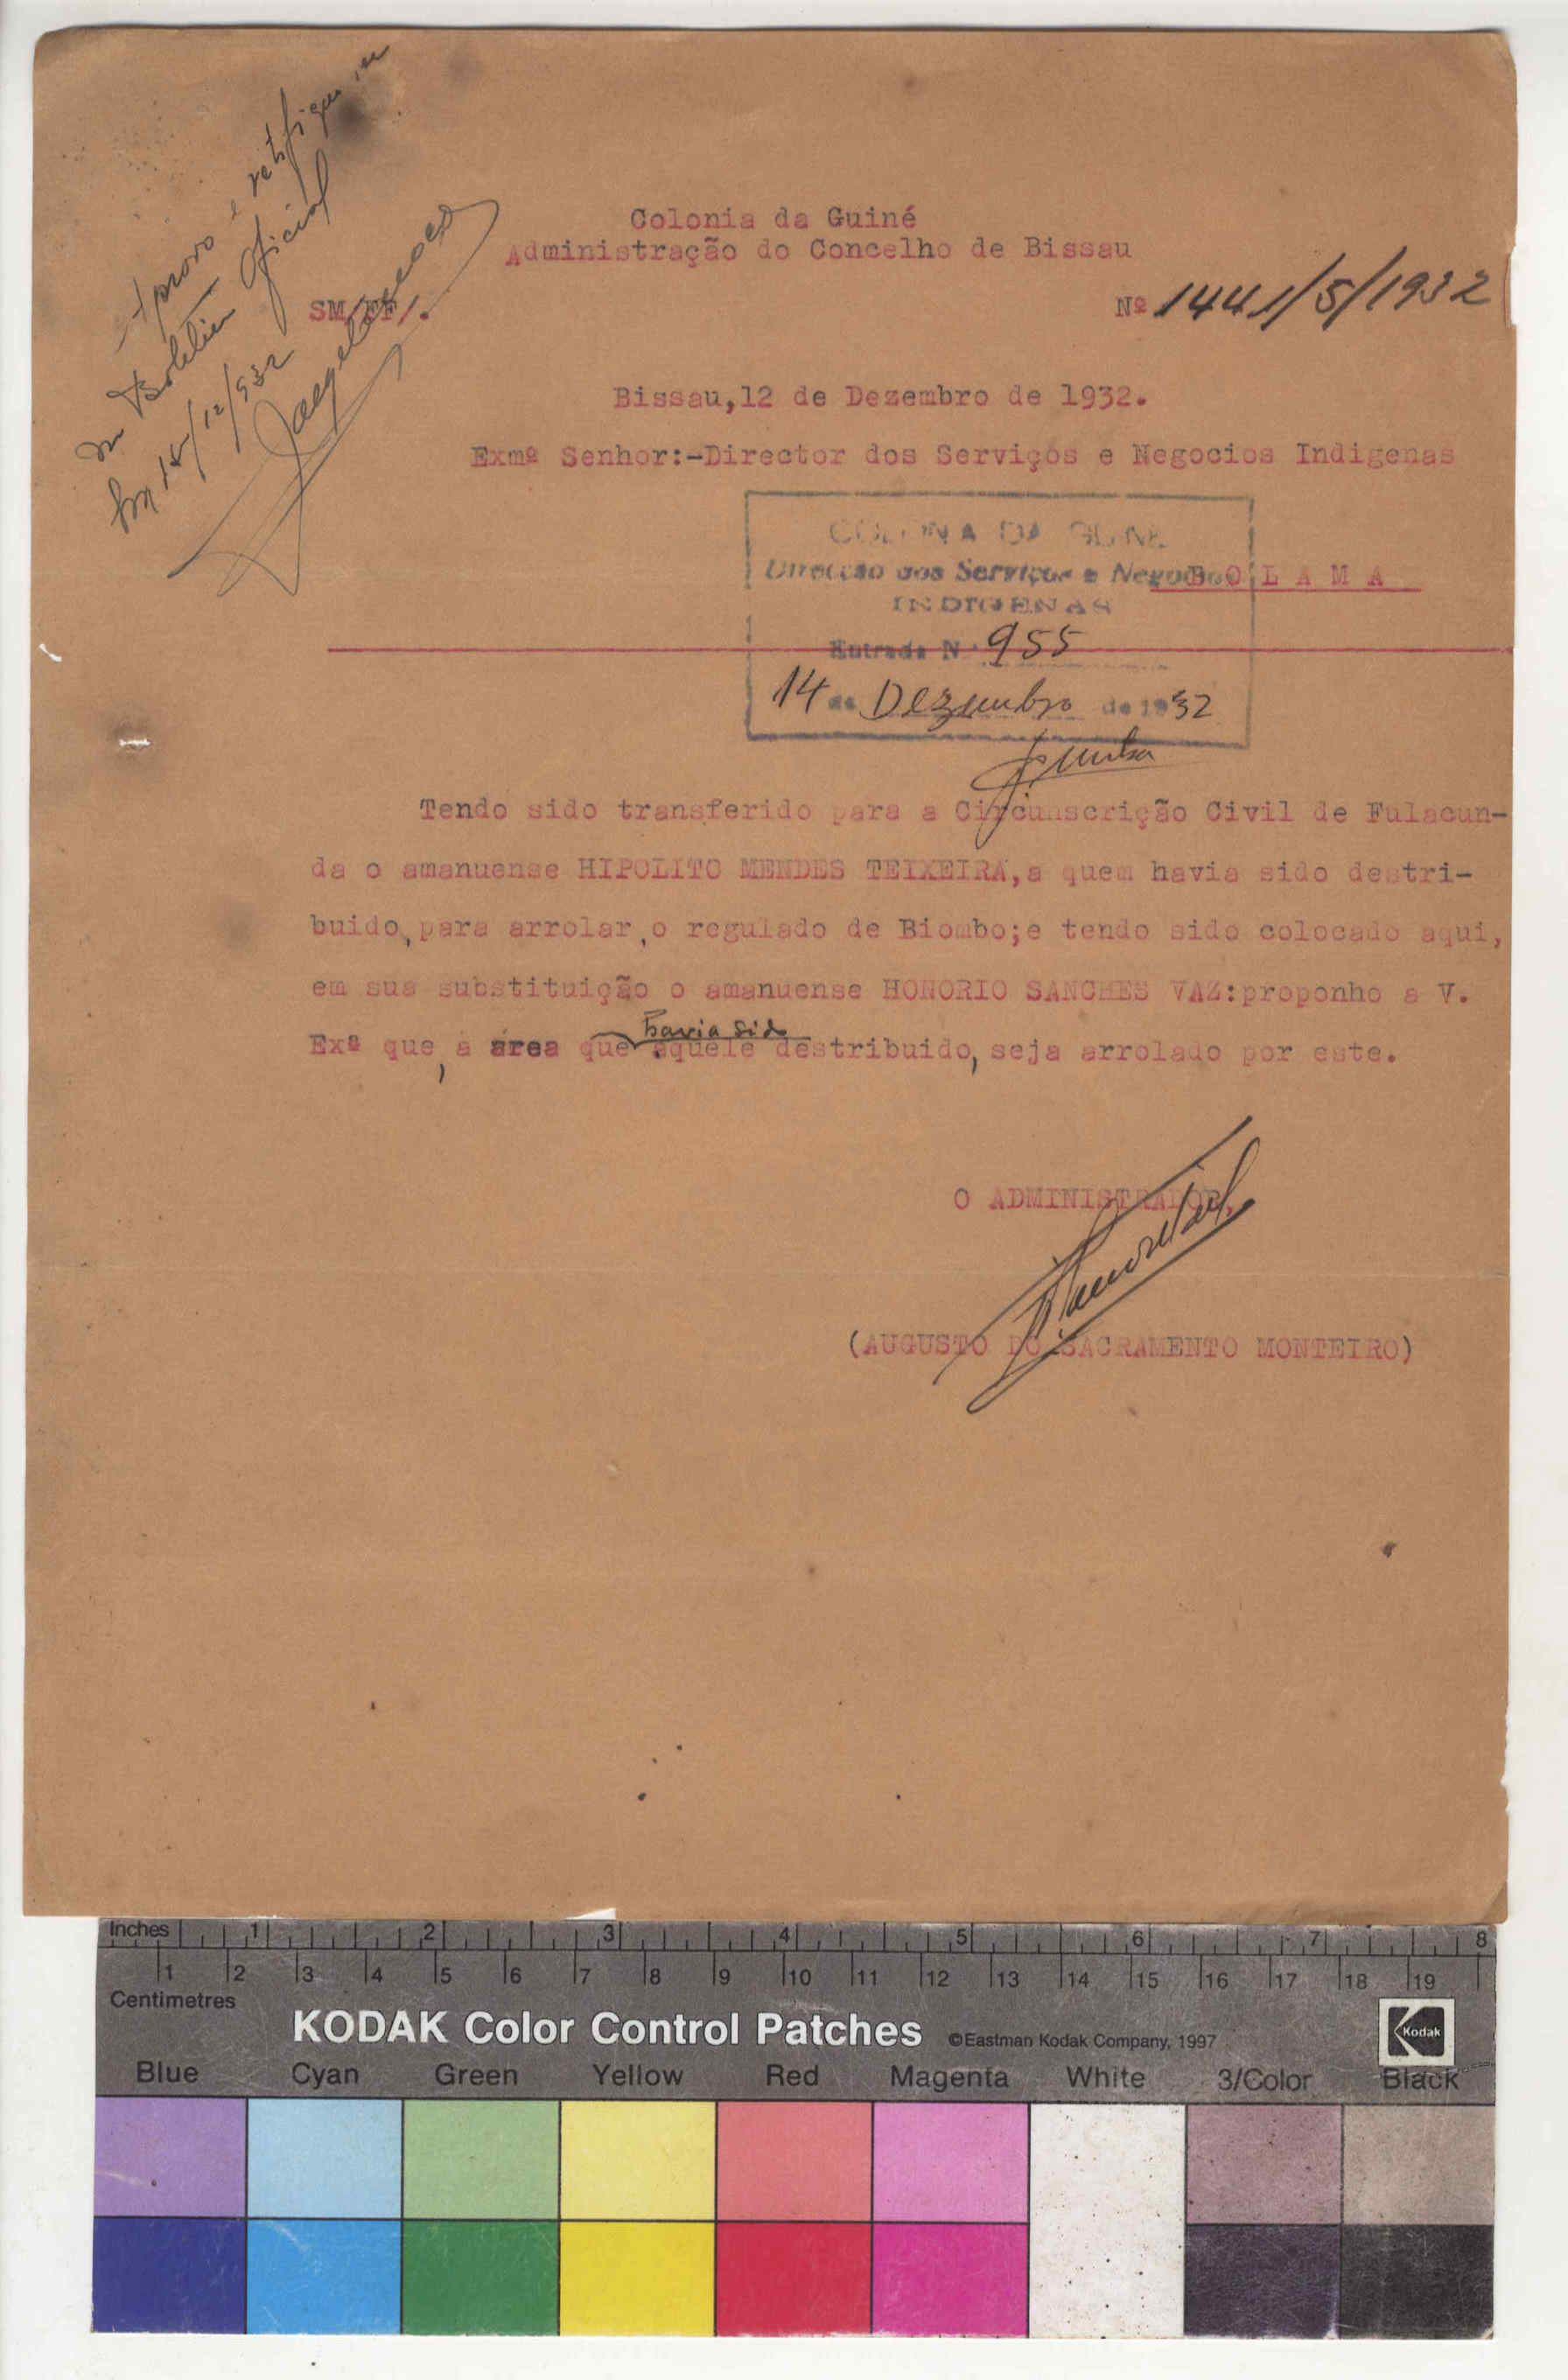 Aprovo e retifique-se
no Boletim Oficial
Em 14/12/932
Colonia da Guiné
Administração do Concelho de Bissau
SM/FF/.
Nº 1441/5/1932
Bissau,12 de Dezembro de 1932.
Exmº Senhor:-Director dos Serviços e Negocios Indigenas
COLONIA DA GUINÉ
Direcção dos Serviços e Negocios
INDIGENAS
B O L A M A
Entrada N.º 955
14 de Dezembro de 1932
Tendo sido transferido para a Circunscrição Civil de Fulacun-
da o amanuense HIPOLITO MENDES TEIXEIRA,a quem havia sido destri-
buido,para arrolar,o regulado de Biombo;e tendo sido colocado aqui,
em sua substituição o amanuense HONORIO SANCHES VAZ:proponho a V.
havia sido
Exª que, a área que aquele destribuido, seja arrolado por este.
O ADMINISTRADOR,
(AUGUSTO DO SACRAMENTO MONTEIRO)
Inches 1 2 3 4 5 6 7 8
1 2 3 4 5 6 7 8 9 10 11 12 13 14 15 16 17 18 19
Centimetres
KODAK Color Control Patches ©Eastman Kodak Company, 1997 Kodak
Blue Cyan Green Yellow Red Magenta White 3/Color Black